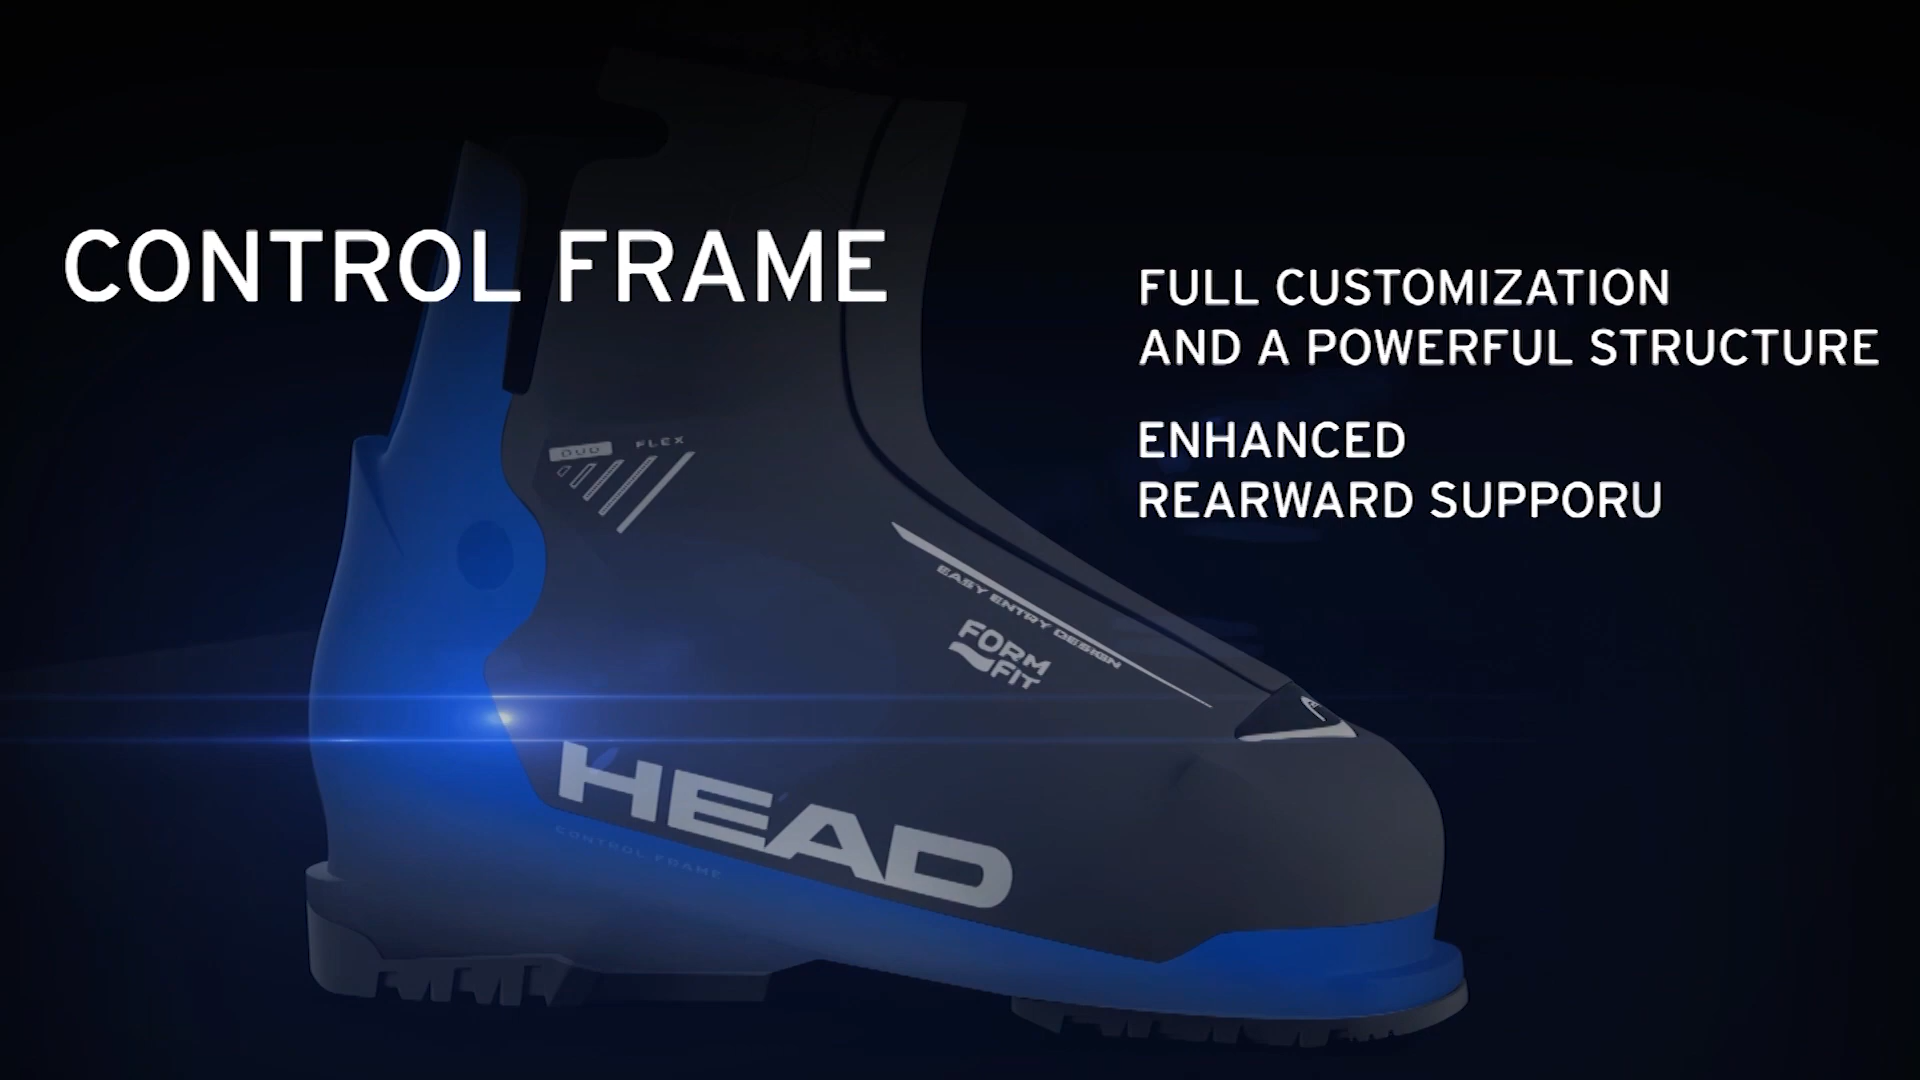 CONTROL FRAME
FULL CUSTOMIZATION
AND A POWERFUL STRUCTURE
ENHANCED
REARWARD SUPPORU
DUO FLEX
EASY ENTRY DESIGN
FORM
FIT
HEAD
CONTROL FRAME